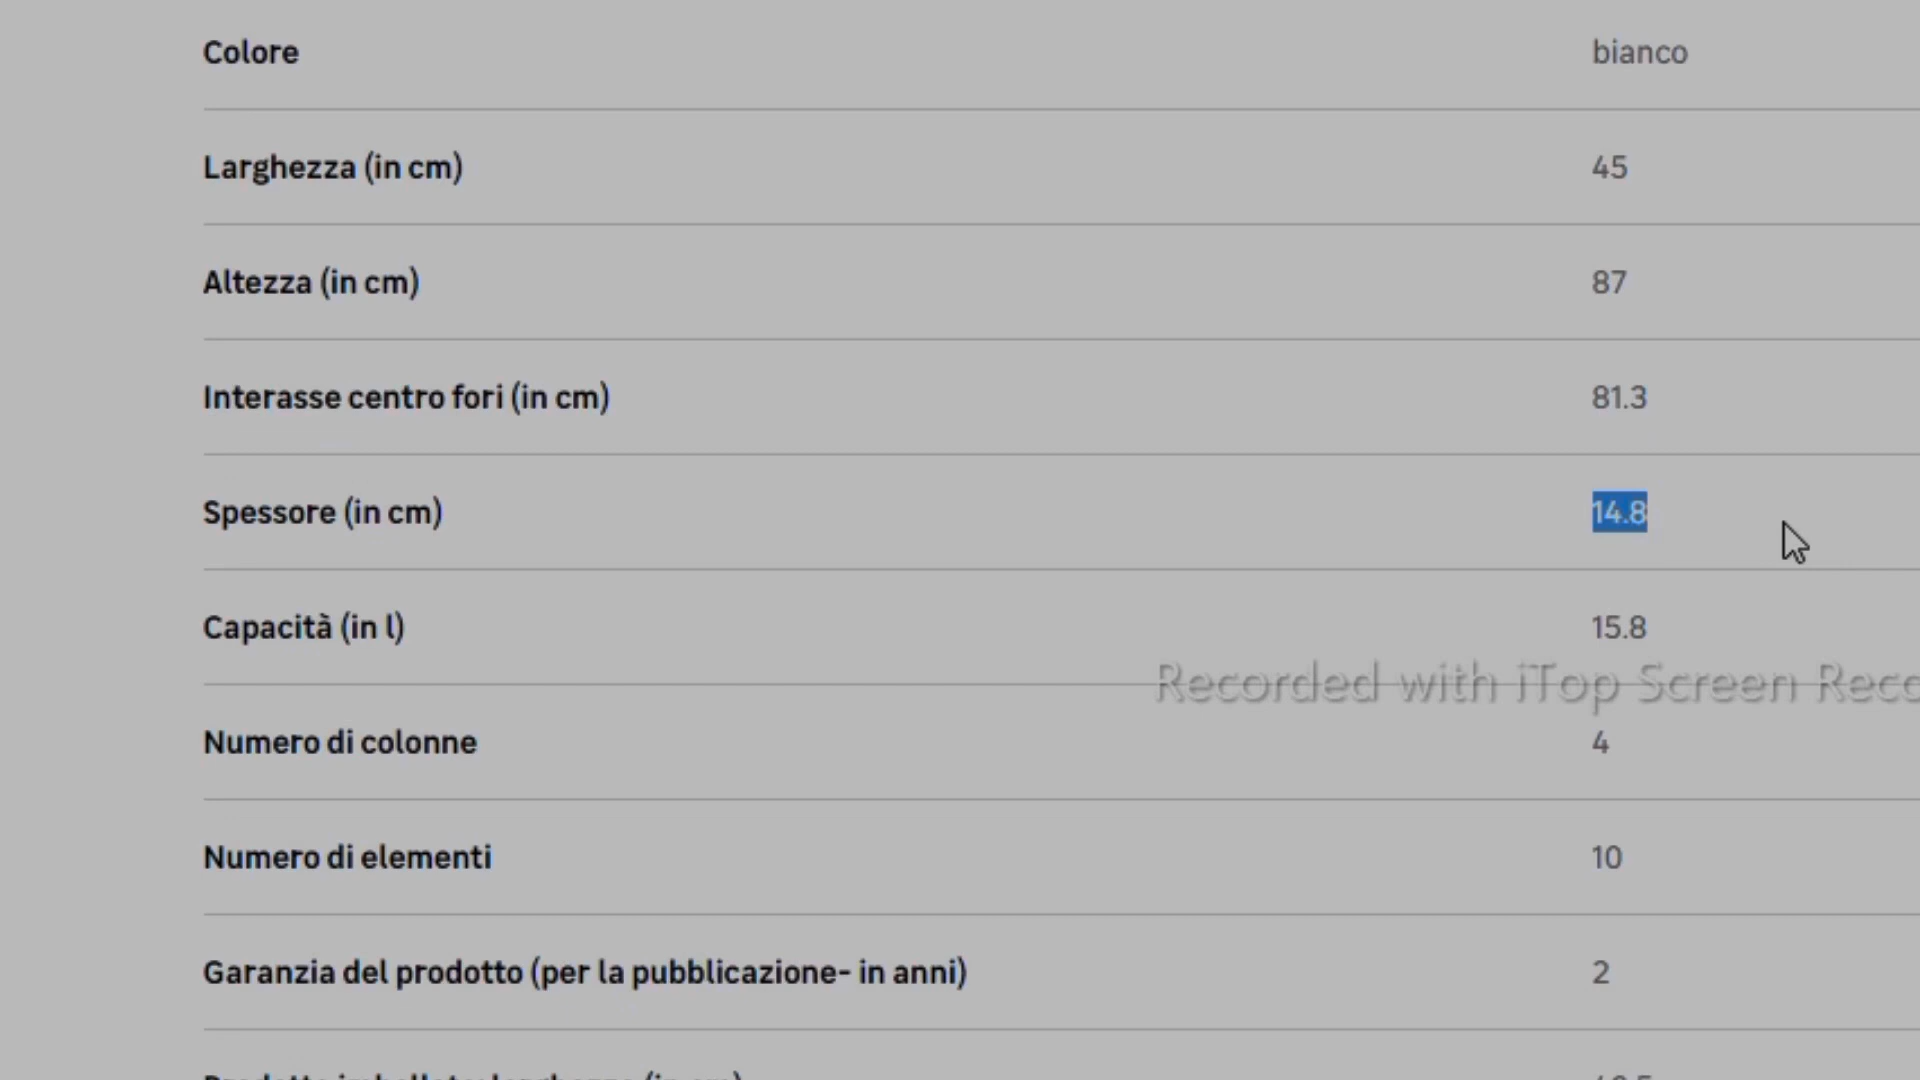 Colore bianco
Larghezza (in cm) 45
Altezza (in cm) 87
Interasse centro fori (in cm) 81.3
Spessore (in cm) 14.8
Capacità (in l) 15.8
Recorded with iTop Screen Reco
Numero di colonne 4
Numero di elementi 10
Garanzia del prodotto (per la pubblicazione- in anni) 2